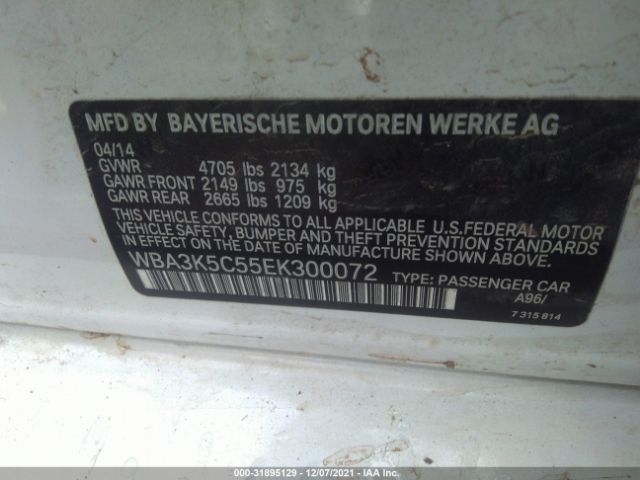 MFD BY BAYERISCHE MOTOREN WERKE AG
04/14
GVWR 4705 lbs 2134 kg
GAWR FRONT 2149 lbs 975 kg
GAWR REAR 2665 lbs 1209 kg
THIS VEHICLE CONFORMS TO ALL APPLICABLE U.S.FEDERAL MOTOR
VEHICLE SAFETY, BUMPER, AND THEFT PREVENTION STANDARDS
IN EFFECT ON THE DATE OF MANUFACTURE SHOWN ABOVE.
WBA3K5C55EK300072 TYPE: PASSENGER CAR
A96/
7 315 814
000-31895129 - 12/07/2021 - IAA Inc.